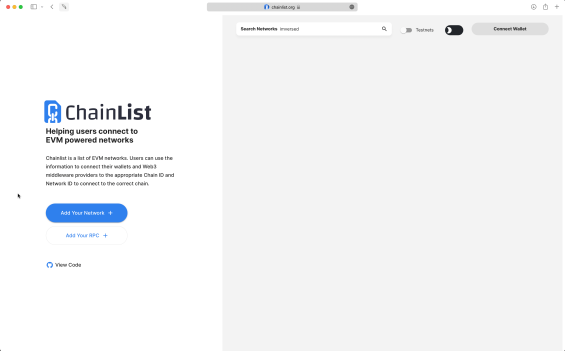 chainlist.org
Search Networks Inversed
Testnets
Connect Wallet
ChainList
Helping users connect to
EVM powered networks
Chainlist is a list of EVM networks. Users can use the
information to connect their wallets and Web3
middleware providers to the appropriate Chain ID and
Network ID to connect to the correct chain.
Add Your Network +
Add Your RPC +
View Code